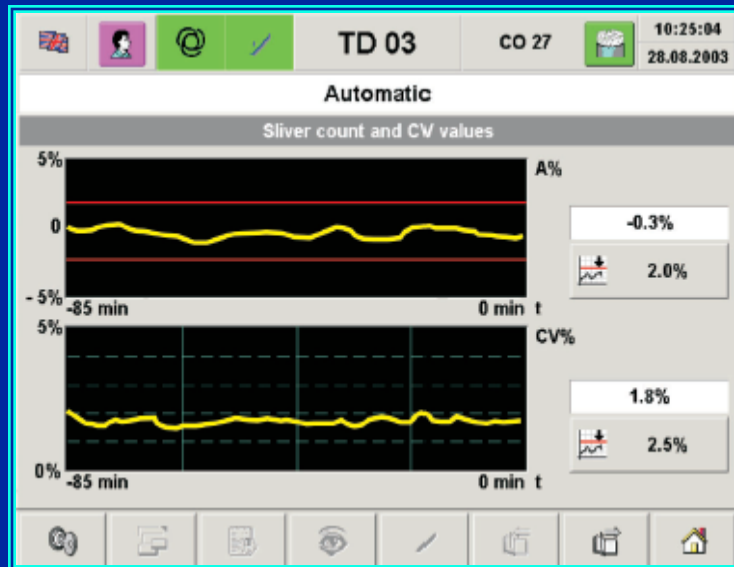 TD 03 CO 27 10:25:04
28.08.2003
Automatic
Sliver count and CV values
5% A%
0 -0.3%
2.0%
- 5% -85 min 0 min t
5% CV%
1.8%
2.5%
0% -85 min 0 min t